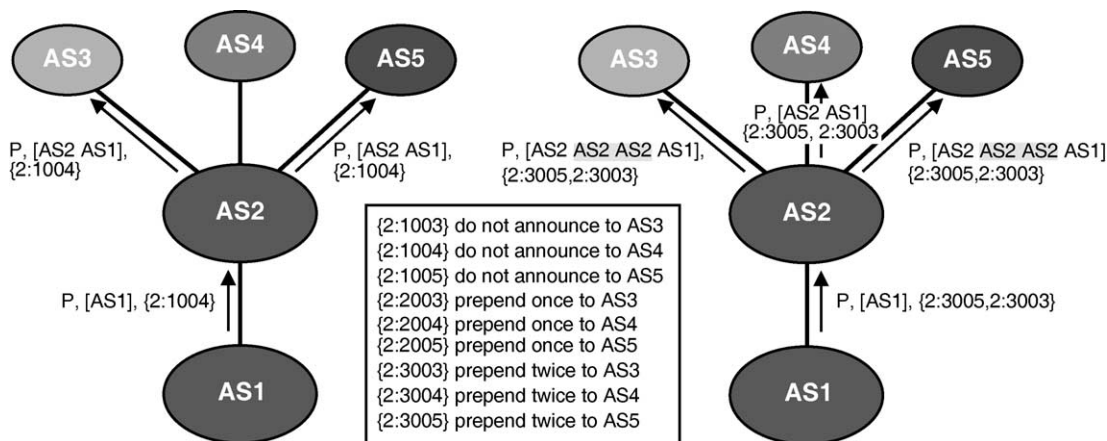 AS3
AS4
AS5
P, [AS2 AS1],
{2:1004}
P, [AS2 AS1],
{2:1004}
AS2
P, [AS1], {2:1004}
AS1
{2:1003} do not announce to AS3
{2:1004} do not announce to AS4
{2:1005} do not announce to AS5
{2:2003} prepend once to AS3
{2:2004} prepend once to AS4
{2:2005} prepend once to AS5
{2:3003} prepend twice to AS3
{2:3004} prepend twice to AS4
{2:3005} prepend twice to AS5
AS3
AS4
AS5
P, [AS2 AS1]
{2:3005, 2:3003
P, [AS2 AS2 AS2 AS1],
{2:3005,2:3003}
P, [AS2 AS2 AS2 AS1]
{2:3005,2:3003}
AS2
P, [AS1], {2:3005,2:3003}
AS1